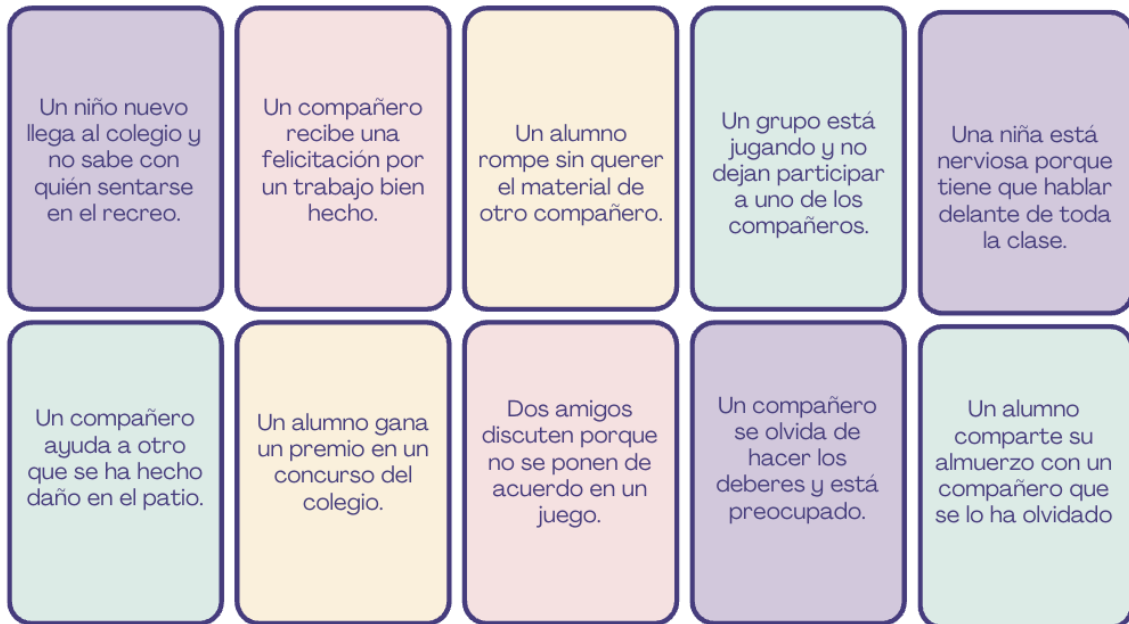 Un niño nuevo
llega al colegio y
no sabe con
quién sentarse
en el recreo.
Un compañero
recibe una
felicitación por
un trabajo bien
hecho.
Un alumno
rompe sin querer
el material de
otro compañero.
Un grupo está
jugando y no
dejan participar
a uno de los
compañeros.
Una niña está
nerviosa porque
tiene que hablar
delante de toda
la clase.
Un compañero
ayuda a otro
que se ha hecho
daño en el patio.
Un alumno gana
un premio en un
concurso del
colegio.
Dos amigos
discuten porque
no se ponen de
acuerdo en un
juego.
Un compañero
se olvida de
hacer los
deberes y está
preocupado.
Un alumno
comparte su
almuerzo con un
compañero que
se lo ha olvidado